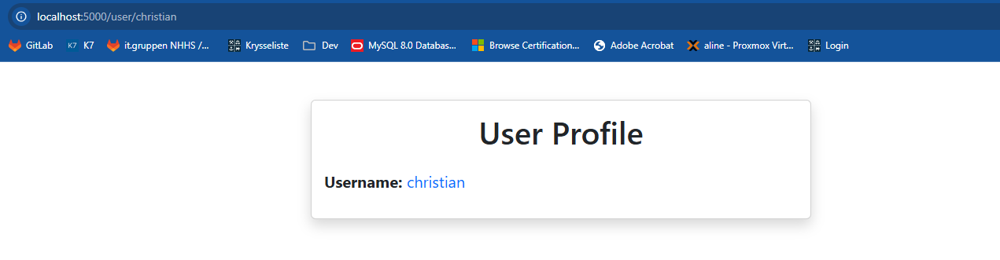 localhost:5000/user/christian
GitLab K7 K7 it.gruppen NHHS /... Krysseliste Dev MySQL 8.0 Databas... Browse Certification... Adobe Acrobat aline - Proxmox Virt... Login
User Profile
Username: christian